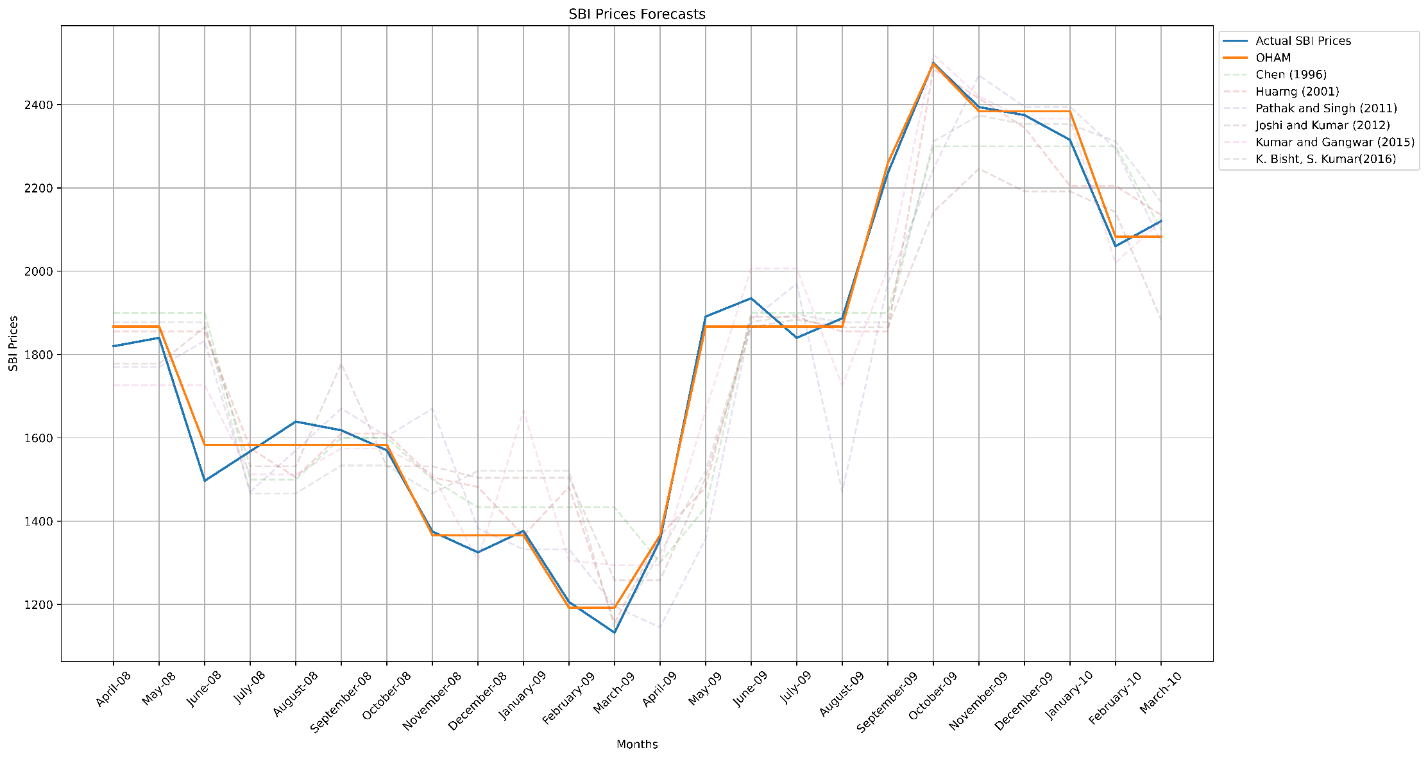 SBI Prices Forecasts
SBI Prices
2400
2200
2000
1800
1600
1400
1200
April-08
May-08
June-08
July-08
August-08
September-08
October-08
November-08
December-08
January-09
February-09
March-09
April-09
May-09
June-09
July-09
August-09
September-09
October-09
November-09
December-09
January-10
February-10
March-10
Months
Actual SBI Prices
OHAM
Chen (1996)
Huarng (2001)
Pathak and Singh (2011)
Joshi and Kumar (2012)
Kumar and Gangwar (2015)
K. Bisht, S. Kumar(2016)